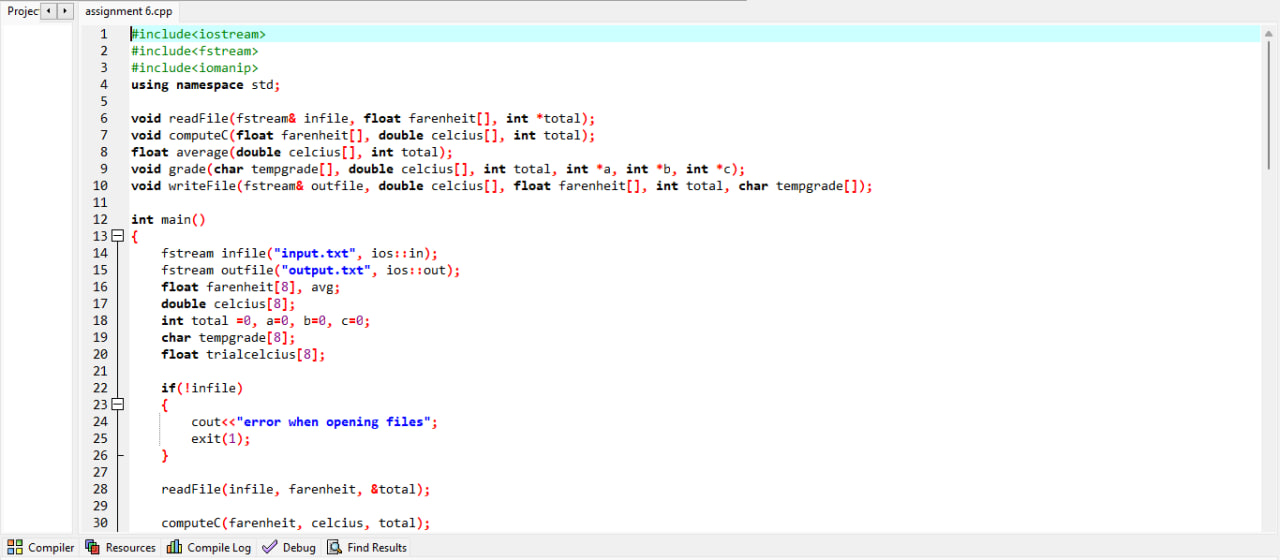 Projec assignment 6.cpp
1 #include<iostream>
2 #include<fstream>
3 #include<iomanip>
4 using namespace std;
5
6 void readFile(fstream& infile, float farenheit[], int *total);
7 void computeC(float farenheit[], double celcius[], int total);
8 float average(double celcius[], int total);
9 void grade(char tempgrade[], double celcius[], int total, int *a, int *b, int *c);
10 void writeFile(fstream& outfile, double celcius[], float farenheit[], int total, char tempgrade[]);
11
12 int main()
13 {
14 fstream infile("input.txt", ios::in);
15 fstream outfile("output.txt", ios::out);
16 float farenheit[8], avg;
17 double celcius[8];
18 int total =0, a=0, b=0, c=0;
19 char tempgrade[8];
20 float trialcelcius[8];
21
22 if(!infile)
23 {
24 cout<<"error when opening files";
25 exit(1);
26 }
27
28 readFile(infile, farenheit, &total);
29
30 computeC(farenheit, celcius, total);
Compiler Resources Compile Log Debug Find Results